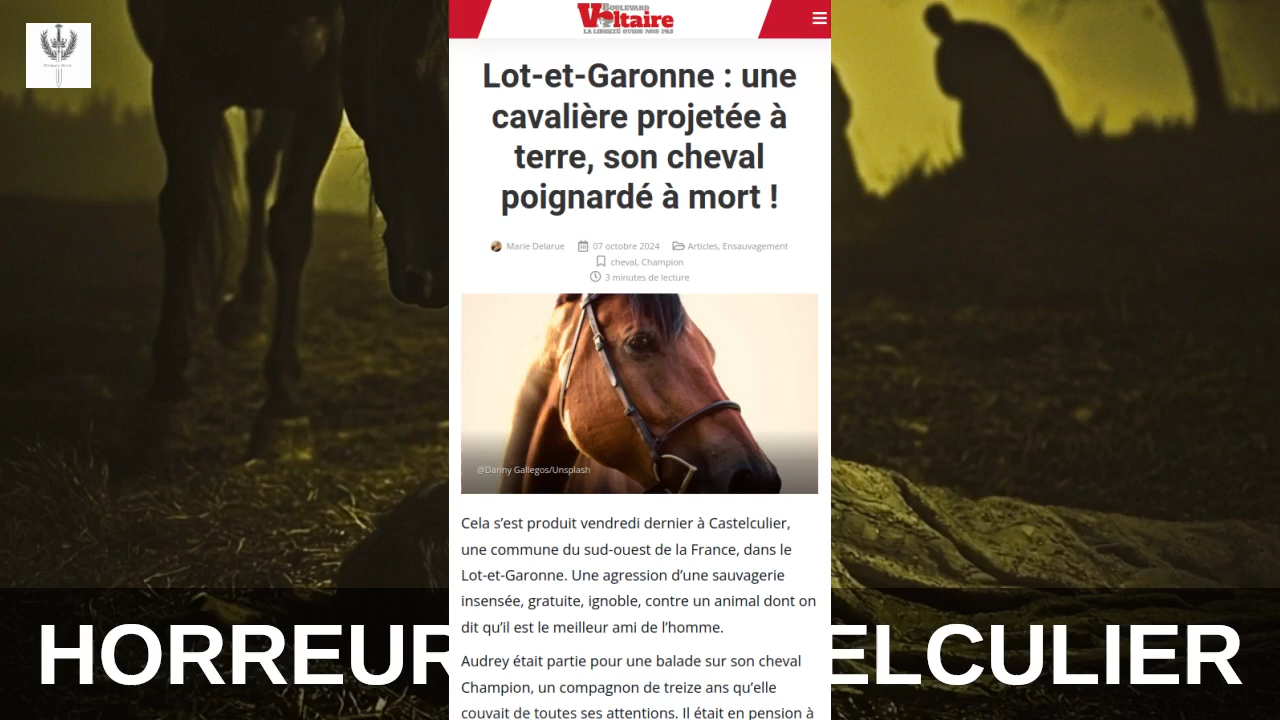 BOULEVARD
Voltaire
LA LIBERTÉ GUIDE NOS PAS
Lot-et-Garonne : une
cavalière projetée à
terre, son cheval
poignardé à mort !
Marie Delarue 07 octobre 2024 Articles, Ensauvagement
cheval, Champion
3 minutes de lecture
@Danny Gallegos/Unsplash
Cela s’est produit vendredi dernier à Castelculier,
une commune du sud-ouest de la France, dans le
Lot-et-Garonne. Une agression d’une sauvagerie
insensée, gratuite, ignoble, contre un animal dont on
dit qu’il est le meilleur ami de l’homme.
HORREUR ELCULIER
Audrey était partie pour une balade sur son cheval
Champion, un compagnon de treize ans qu’elle
couvait de toutes ses attentions. Il était en pension à